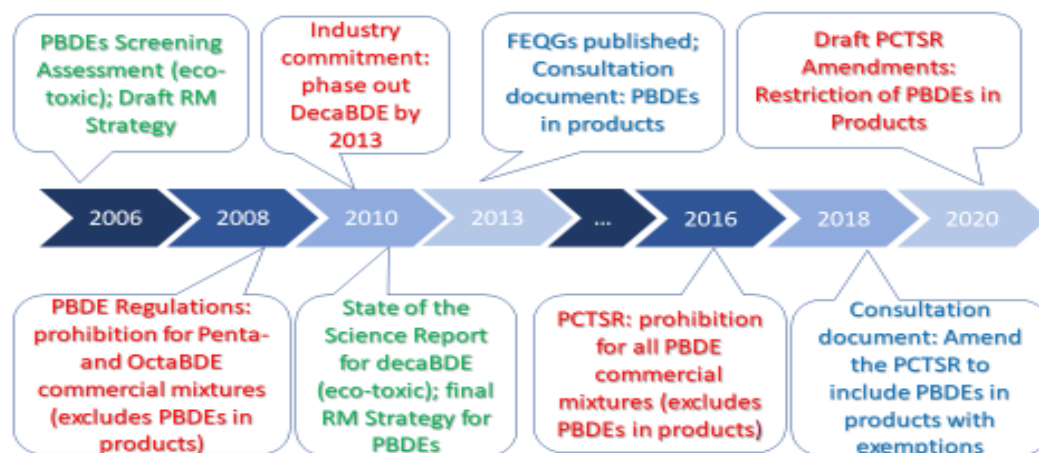 PBDEs Screening
Assessment (eco-
toxic); Draft RM
Strategy
Industry
commitment:
phase out
DecaBDE by
2013
FEQGs published;
Consultation
document: PBDEs
in products
Draft PCTSR
Amendments:
Restriction of PBDEs in
Products
2006
2008
2010
2013
...
2016
2018
2020
PBDE Regulations:
prohibition for Penta-
and OctaBDE
commercial mixtures
(excludes PBDEs in
products)
State of the
Science Report
for decaBDE
(eco-toxic); final
RM Strategy for
PBDEs
PCTSR: prohibition
for all PBDE
commercial
mixtures (excludes
PBDEs in products)
Consultation
document: Amend
the PCTSR to
include PBDEs in
products with
exemptions